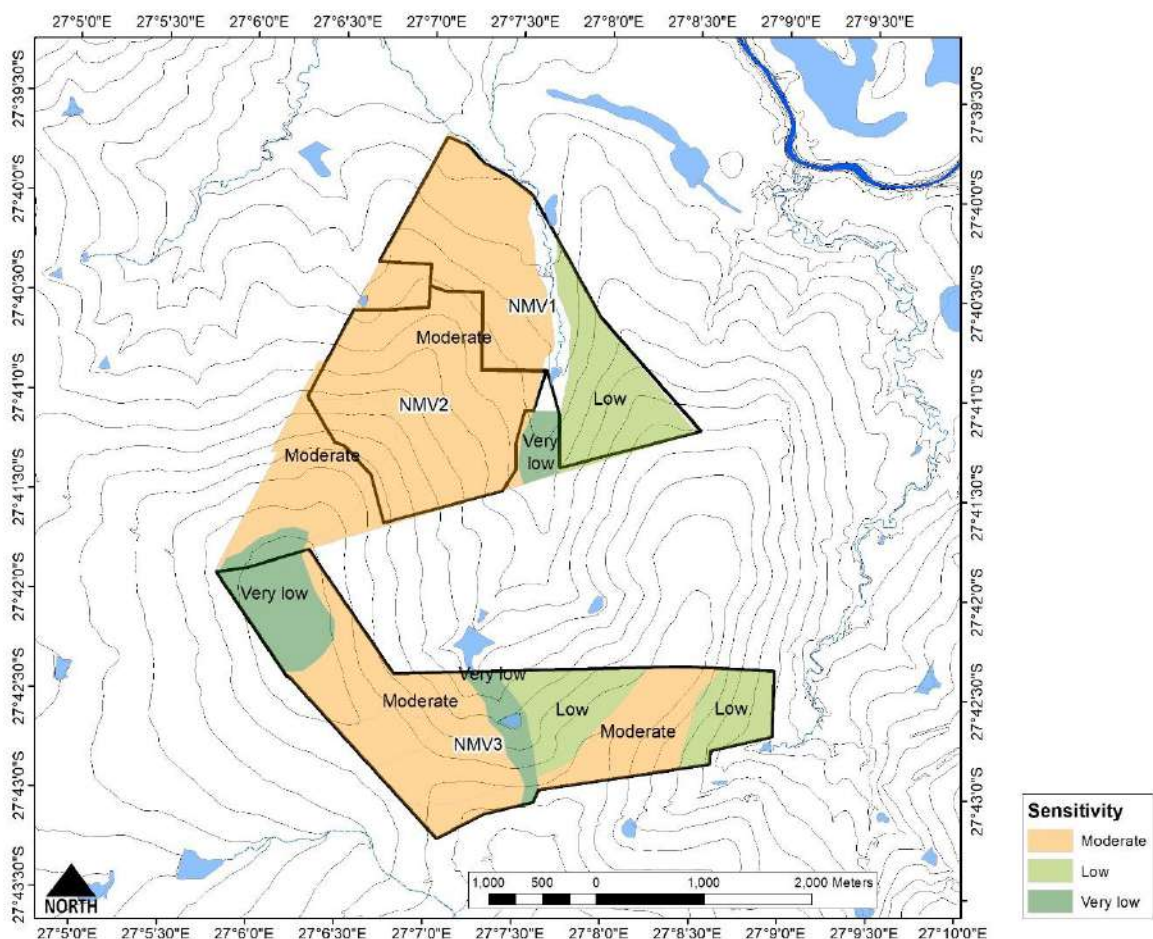 27°5'0"E 27°5'30"E 27°6'0"E 27°6'30"E 27°7'0"E 27°7'30"E 27°8'0"E 27°8'30"E 27°9'0"E 27°9'30"E
27°39'30"S
27°40'0"S
27°40'30"S
27°41'0"S
27°41'30"S
27°42'0"S
27°42'30"S
27°43'0"S
27°43'30"S
27°39'30"S
27°40'0"S
27°40'30"S
27°41'0"S
27°41'30"S
27°42'0"S
27°42'30"S
27°43'0"S
27°43'30"S
NMV1
Moderate
NMV2
Low
Very
low
Moderate
Very low
Very low
Moderate
Low
Low
Moderate
NMV3
Sensitivity
Moderate
Low
Very low
NORTH
1,000 500 0 1,000 2,000 Meters
27°5'0"E 27°5'30"E 27°6'0"E 27°6'30"E 27°7'0"E 27°7'30"E 27°8'0"E 27°8'30"E 27°9'0"E 27°9'30"E 27°10'0"E